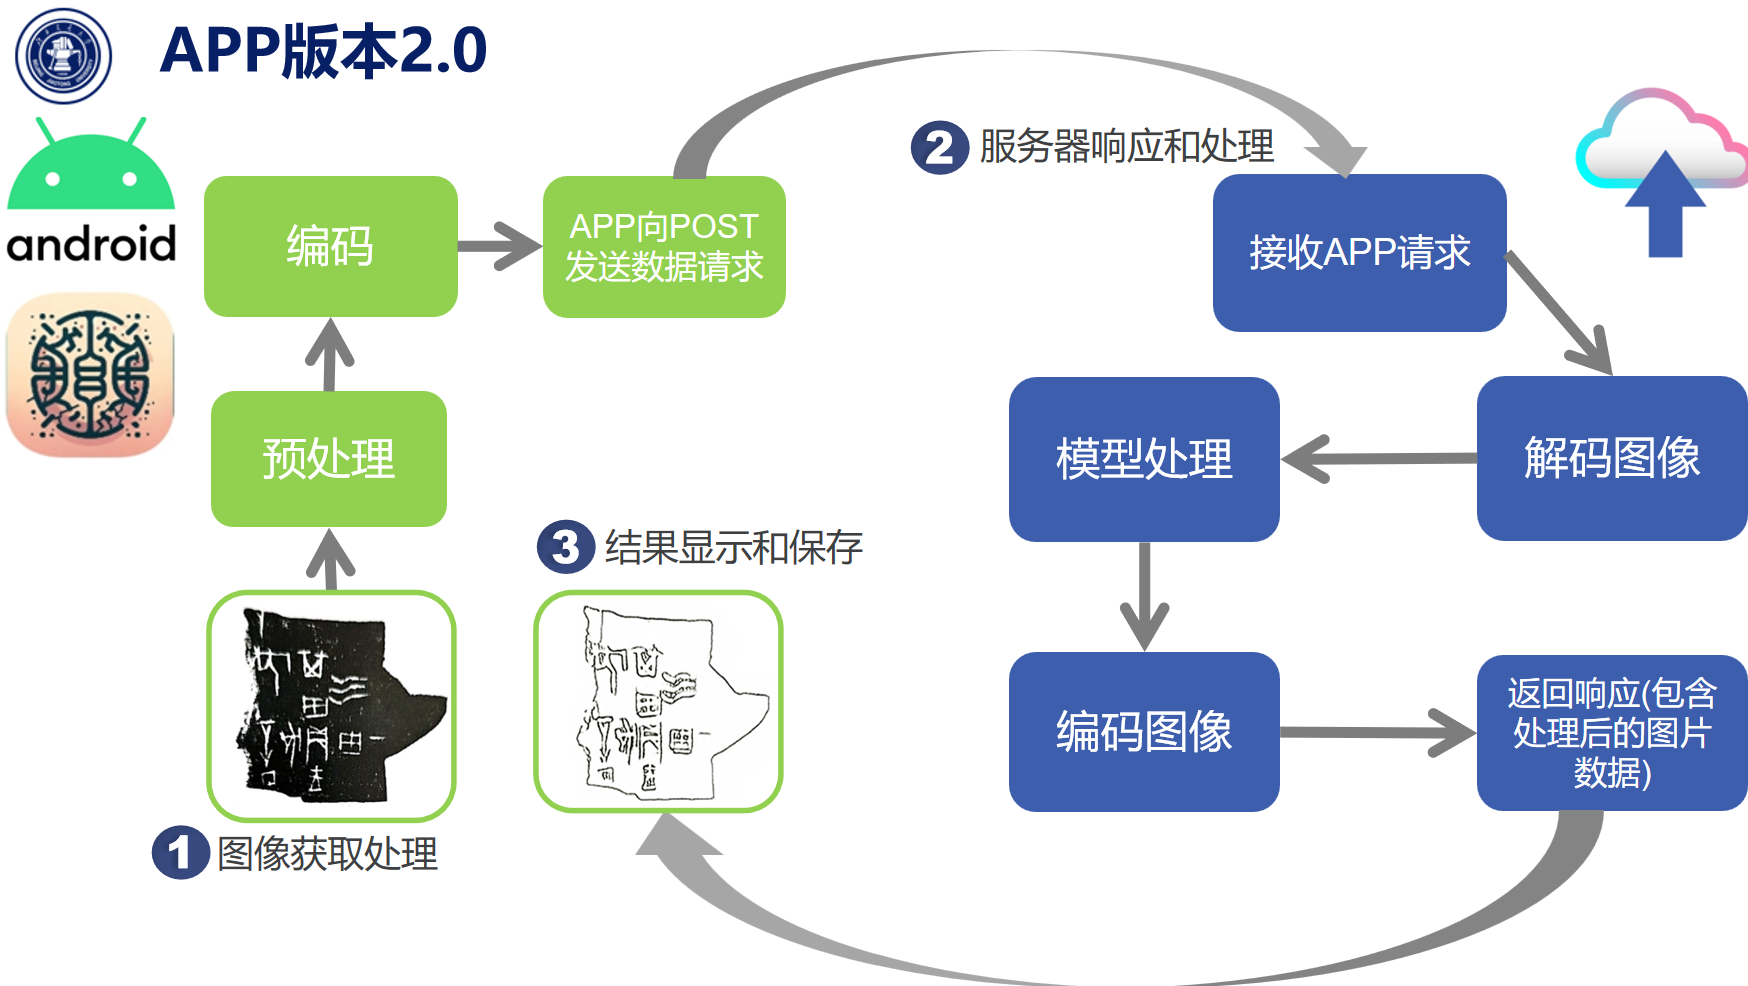 APP版本2.0
android
编码
APP向POST
发送数据请求
预处理
1 图像获取处理
2 服务器响应和处理
接收APP请求
解码图像
模型处理
编码图像
返回响应(包含
处理后的图片
数据)
3 结果显示和保存